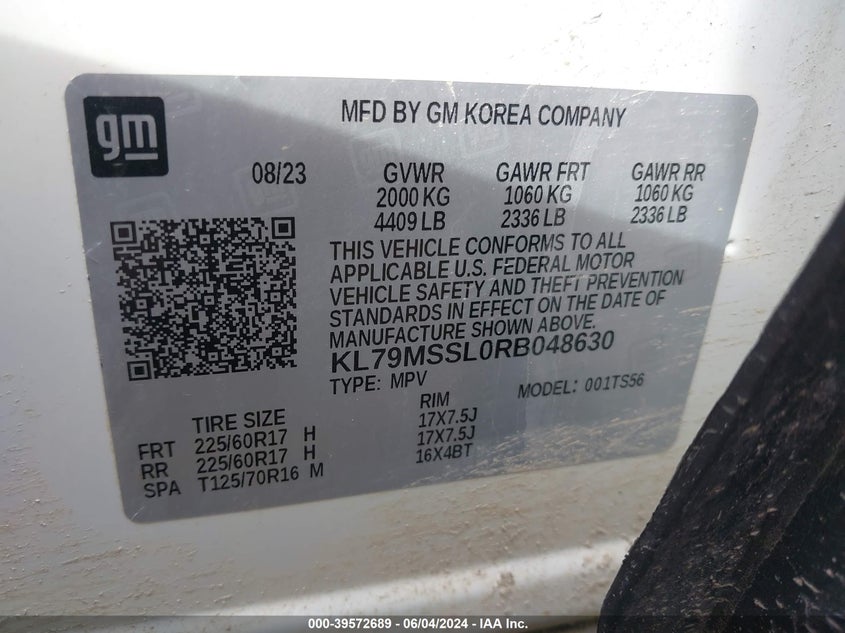 gm
MFD BY GM KOREA COMPANY
08/23 GVWR GAWR FRT GAWR RR
2000 KG 1060 KG 1060 KG
4409 LB 2336 LB 2336 LB
THIS VEHICLE CONFORMS TO ALL
APPLICABLE U.S. FEDERAL MOTOR
VEHICLE SAFETY AND THEFT PREVENTION
STANDARDS IN EFFECT ON THE DATE OF
MANUFACTURE SHOWN ABOVE.
KL79MSSL0RB048630
TYPE: MPV MODEL: 001TS56
TIRE SIZE RIM
FRT 225/60R17 H 17X7.5J
RR 225/60R17 H 17X7.5J
SPA T125/70R16 M 16X4BT
000-39572689 - 06/04/2024 - IAA Inc.